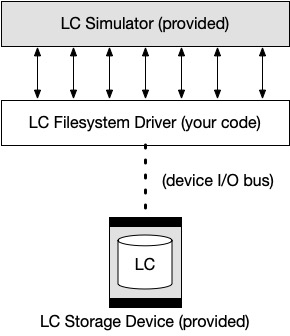 LC Simulator (provided)
LC Filesystem Driver (your code)
(device I/O bus)
LC
LC Storage Device (provided)